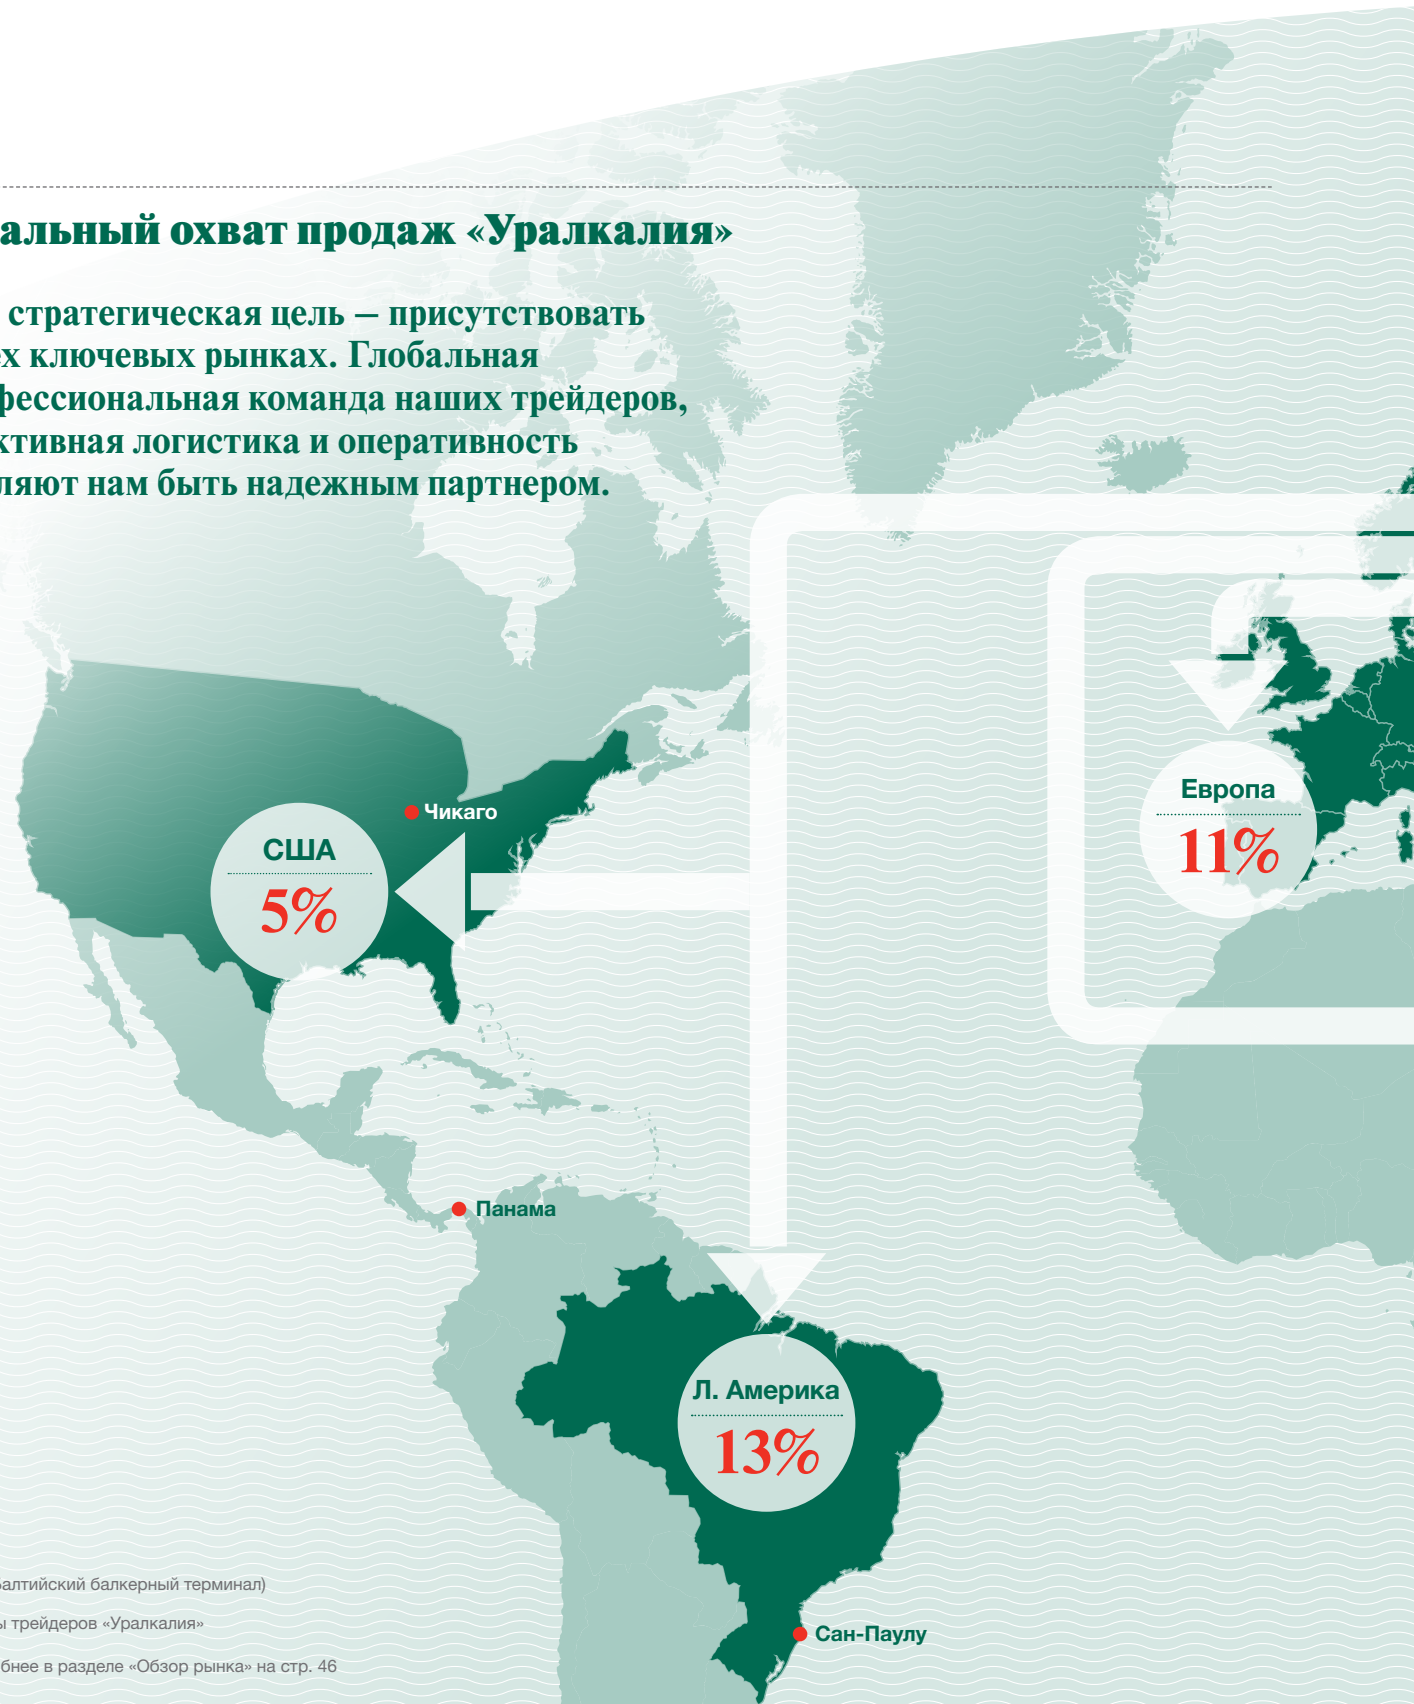 альный охват продаж «Уралкалия»
стратегическая цель – присутствовать
ех ключевых рынках. Глобальная
фессиональная команда наших трейдеров,
ктивная логистика и оперативность
ляют нам быть надежным партнером.
Чикаго
США
5%
Европа
11%
Панама
Л. Америка
13%
Сан-Паулу
Балтийский балкерный терминал)
ы трейдеров «Уралкалия»
бнее в разделе «Обзор рынка» на стр. 46